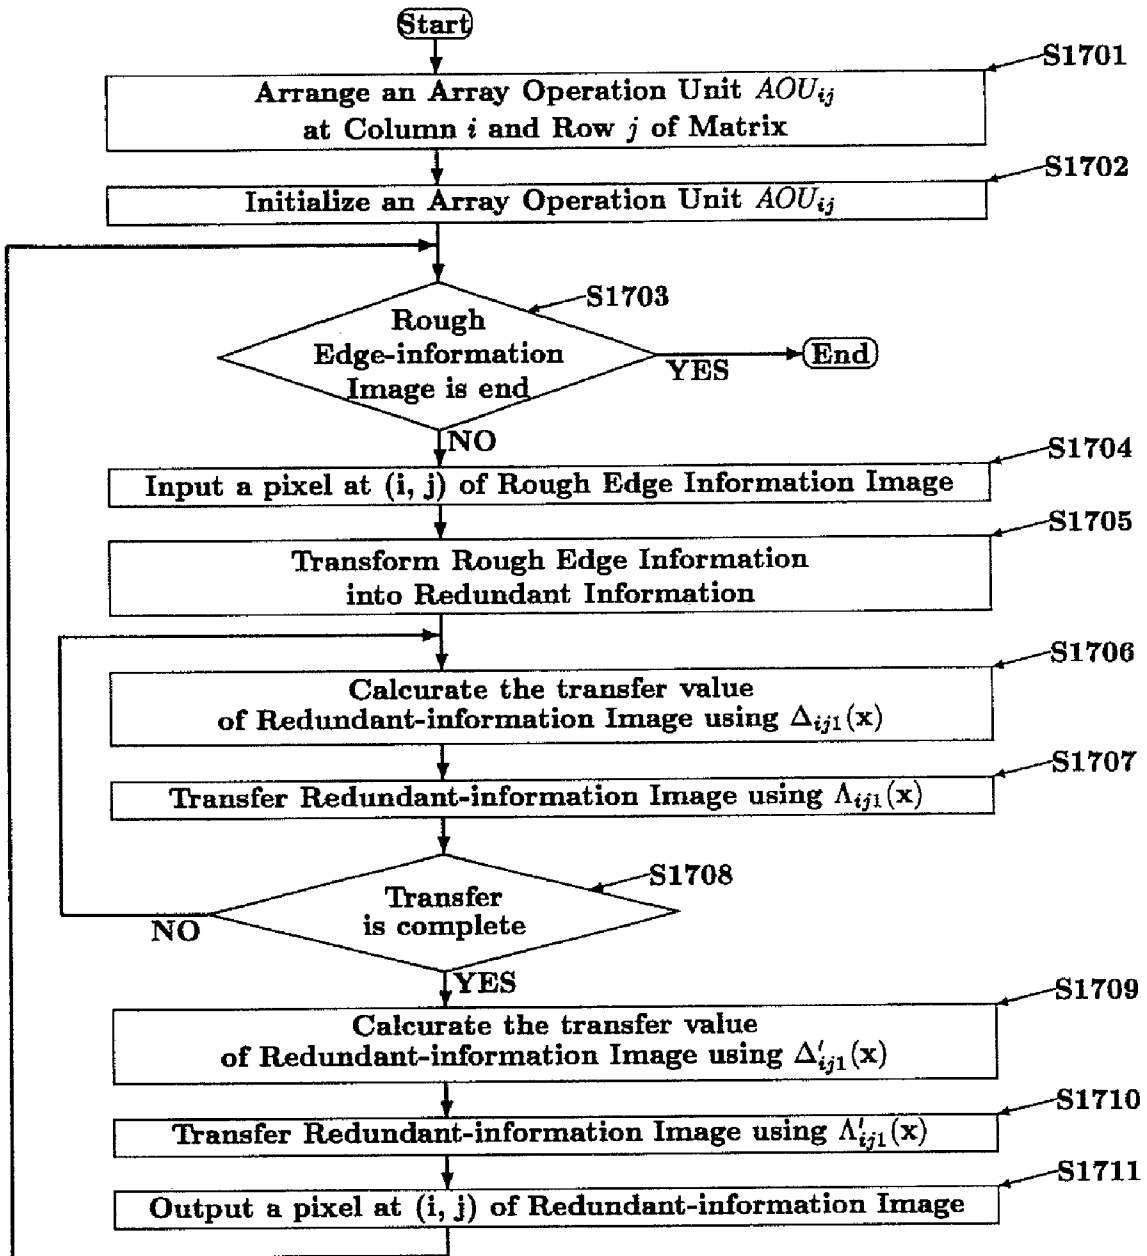 Start
S1701
Arrange an Array Operation Unit AOUij
at Column i and Row j of Matrix
S1702
Initialize an Array Operation Unit AOUij
S1703
Rough
Edge-information
Image is end
YES
End
NO
S1704
Input a pixel at (i, j) of Rough Edge Information Image
S1705
Transform Rough Edge Information
into Redundant Information
S1706
Calcurate the transfer value
of Redundant-information Image using Δij1(x)
S1707
Transfer Redundant-information Image using Λij1(x)
S1708
Transfer
is complete
NO
YES
S1709
Calcurate the transfer value
of Redundant-information Image using Δ′ij1(x)
S1710
Transfer Redundant-information Image using Λ′ij1(x)
S1711
Output a pixel at (i, j) of Redundant-information Image